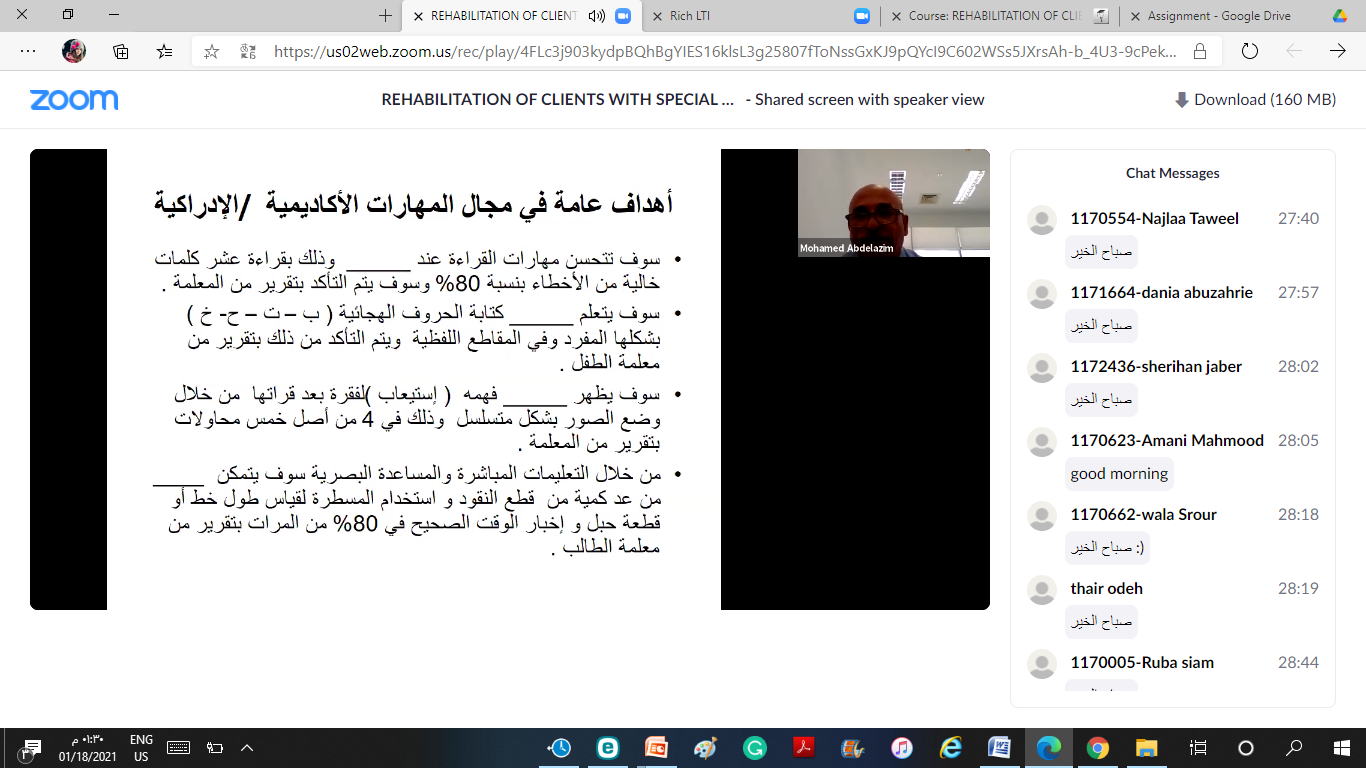 REHABILITATION OF CLIENT
Rich LTI
Course: REHABILITATION OF CLIE
Assignment - Google Drive
https://us02web.zoom.us/rec/play/4FLc3j903kydpBQhBgYIES16klsL3g25807fToNssGxKJ9pQYcI9C602WSs5JXrsAh-b_4U3-9cPek...
zoom
REHABILITATION OF CLIENTS WITH SPECIAL ... - Shared screen with speaker view
Download (160 MB)
أهداف عامة في مجال المهارات الأكاديمية /الإدراكية
• سوف تتحسن مهارات القراءة عند ______ وذلك بقراءة عشر كلمات
خالية من الأخطاء بنسبة 80% وسوف يتم التأكد بتقرير من المعلمة .
• سوف يتعلم ______ كتابة الحروف الهجائية ( ب – ت – ح- خ )
بشكلها المفرد وفي المقاطع اللفظية ويتم التأكد من ذلك بتقرير من
معلمة الطفل .
• سوف يظهر ______ فهمه ( إستيعاب )لفقرة بعد قراتها من خلال
وضع الصور بشكل متسلسل وذلك في 4 من أصل خمس محاولات
بتقرير من المعلمة .
• من خلال التعليمات المباشرة والمساعدة البصرية سوف يتمكن _____
من عد كمية من قطع النقود و استخدام المسطرة لقياس طول خط أو
قطعة حبل و إخبار الوقت الصحيح في 80% من المرات بتقرير من
معلمة الطالب .
Mohamed Abdelazim
Chat Messages
1170554-Najlaa Taweel 27:40
صباح الخير
1171664-dania abuzahrie 27:57
صباح الخير
1172436-sherihan jaber 28:02
صباح الخير
1170623-Amani Mahmood 28:05
good morning
1170662-wala Srour 28:18
صباح الخير :)
thair odeh 28:19
صباح الخير
1170005-Ruba siam 28:44
٠١:٣٠ م
01/18/2021
ENG
US